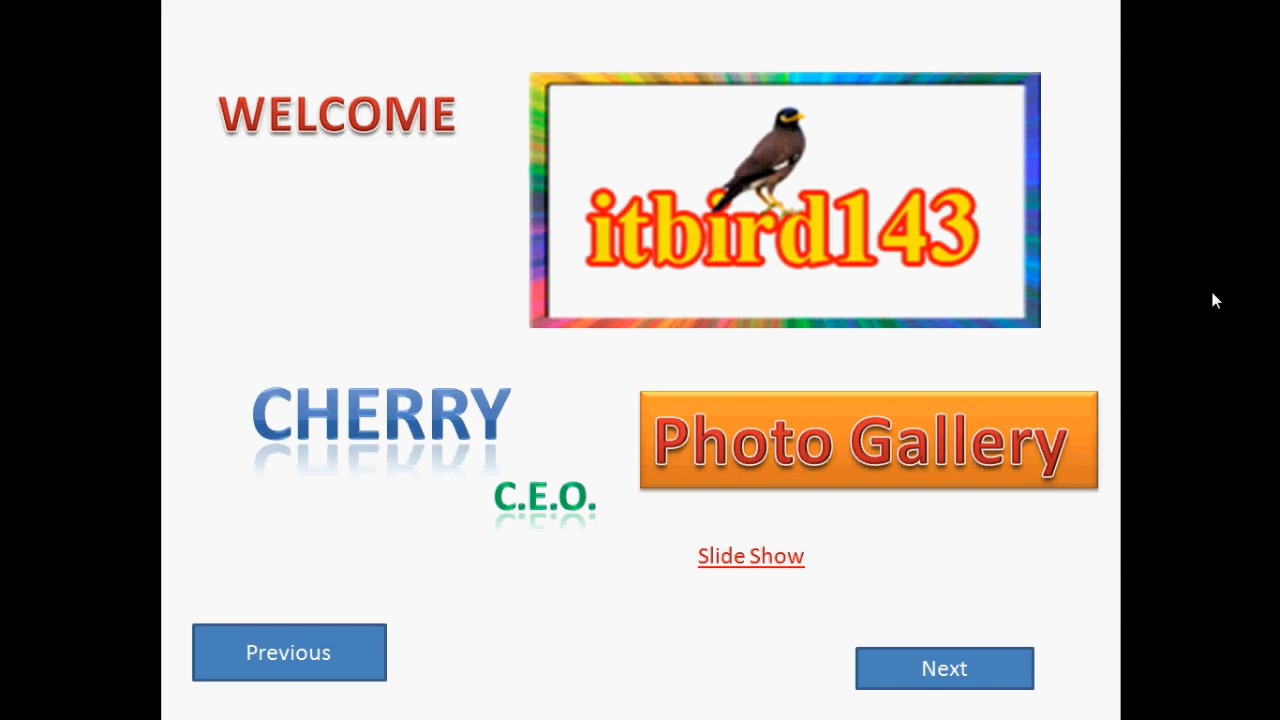 WELCOME
itbird143
CHERRY
C.E.O.
Photo Gallery
Slide Show
Previous
Next